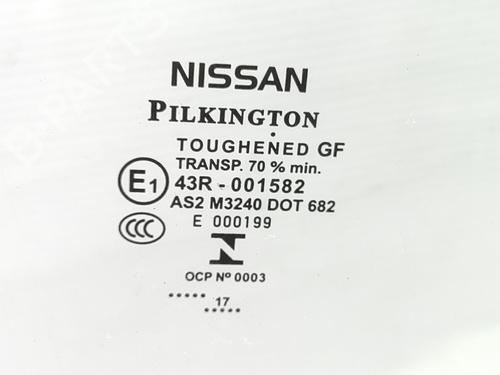 NISSAN
PILKINGTON
TOUGHENED GF
TRANSP. 70 % min.
E1 43R - 001582
AS2 M3240 DOT 682
CCC E 000199
N
OCP Nº 0003
...... 17 ......